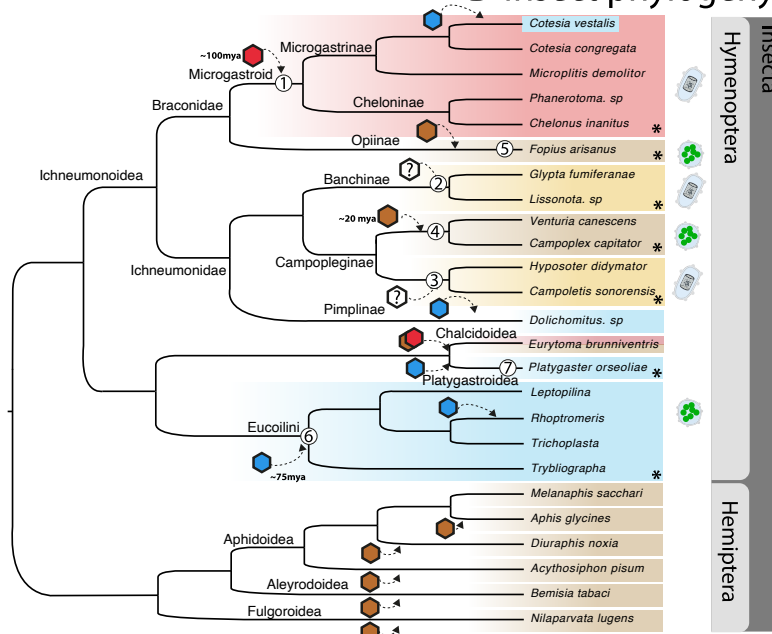 Insect phylogeny
Cotesia vestalis
Cotesia congregata
Microgastrinae
~100mya
Microgastroid
1
Microplitis demolitor
Braconidae
Cheloninae
Phanerotoma. sp
Chelonus inanitus
*
Opiinae
5
Fopius arisanus
*
Ichneumonoidea
Banchinae
?
2
Glypta fumiferanae
Lissonota. sp
*
~20 mya
4
Venturia canescens
Campoplex capitator
*
Ichneumonidae
Campopleginae
3
Hyposoter didymator
?
Campoletis sonorensis
*
Pimplinae
Dolichomitus. sp
Chalcidoidea
Eurytoma brunniventris
7
Platygaster orseoliae
*
Platygastroidea
Leptopilina
Rhoptromeris
Eucoilini
6
Trichoplasta
~75mya
Trybliographa
*
Melanaphis sacchari
Aphis glycines
Aphidoidea
Diuraphis noxia
Acythosiphon pisum
Aleyrodoidea
Bemisia tabaci
Fulgoroidea
Nilaparvata lugens
Hymenoptera
Hemiptera
Insecta